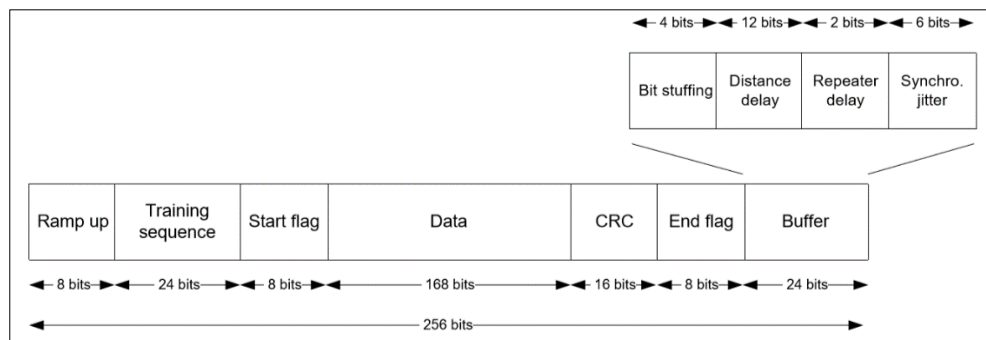 4 bits 12 bits 2 bits 6 bits
Bit stuffing Distance delay Repeater delay Synchro. jitter
Ramp up Training sequence Start flag Data CRC End flag Buffer
8 bits 24 bits 8 bits 168 bits 16 bits 8 bits 24 bits
256 bits